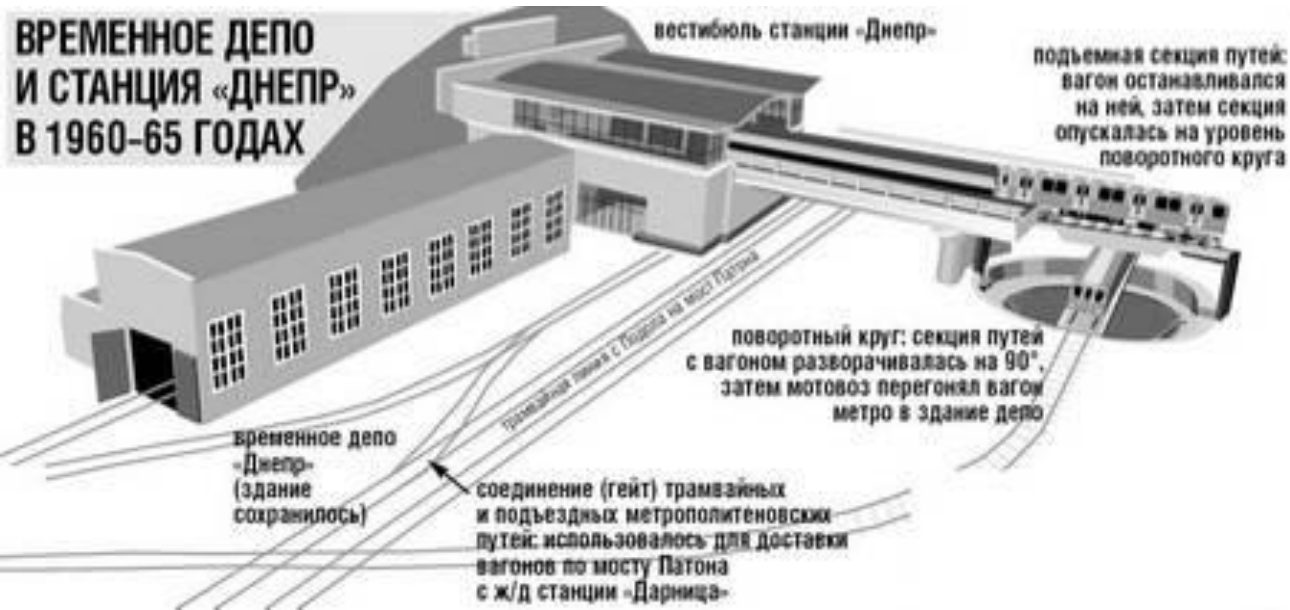 ВРЕМЕННОЕ ДЕПО
И СТАНЦИЯ «ДНЕПР»
В 1960-65 ГОДАХ
вестибюль станции «Днепр»
подъемная секция путей:
вагон останавливался
на ней, затем секция
опускалась на уровень
поворотного круга
трамвайная линия с Подола на мост Патона
поворотный круг: секция путей
с вагоном разворачивалась на 90°,
затем мотовоз перегонял вагон
метро в здание депо
временное депо
«Днепр»
(здание
сохранилось)
соединение (гейт) трамвайных
и подъездных метрополитеновских
путей: использовалось для доставки
вагонов по мосту Патона
с ж/д станции «Дарница»